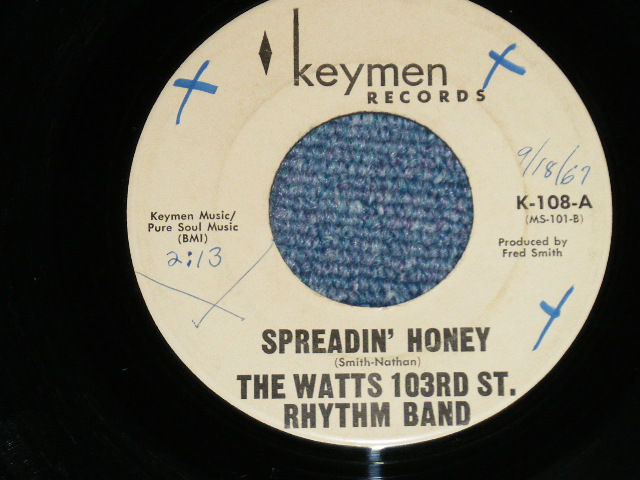 keymen
RECORDS
9/18/67
K-108-A
(MS-101-B)
Keymen Music/
Pure Soul Music
(BMI)
2:13
Produced by
Fred Smith
SPREADIN' HONEY
(Smith-Nathan)
THE WATTS 103RD ST.
RHYTHM BAND